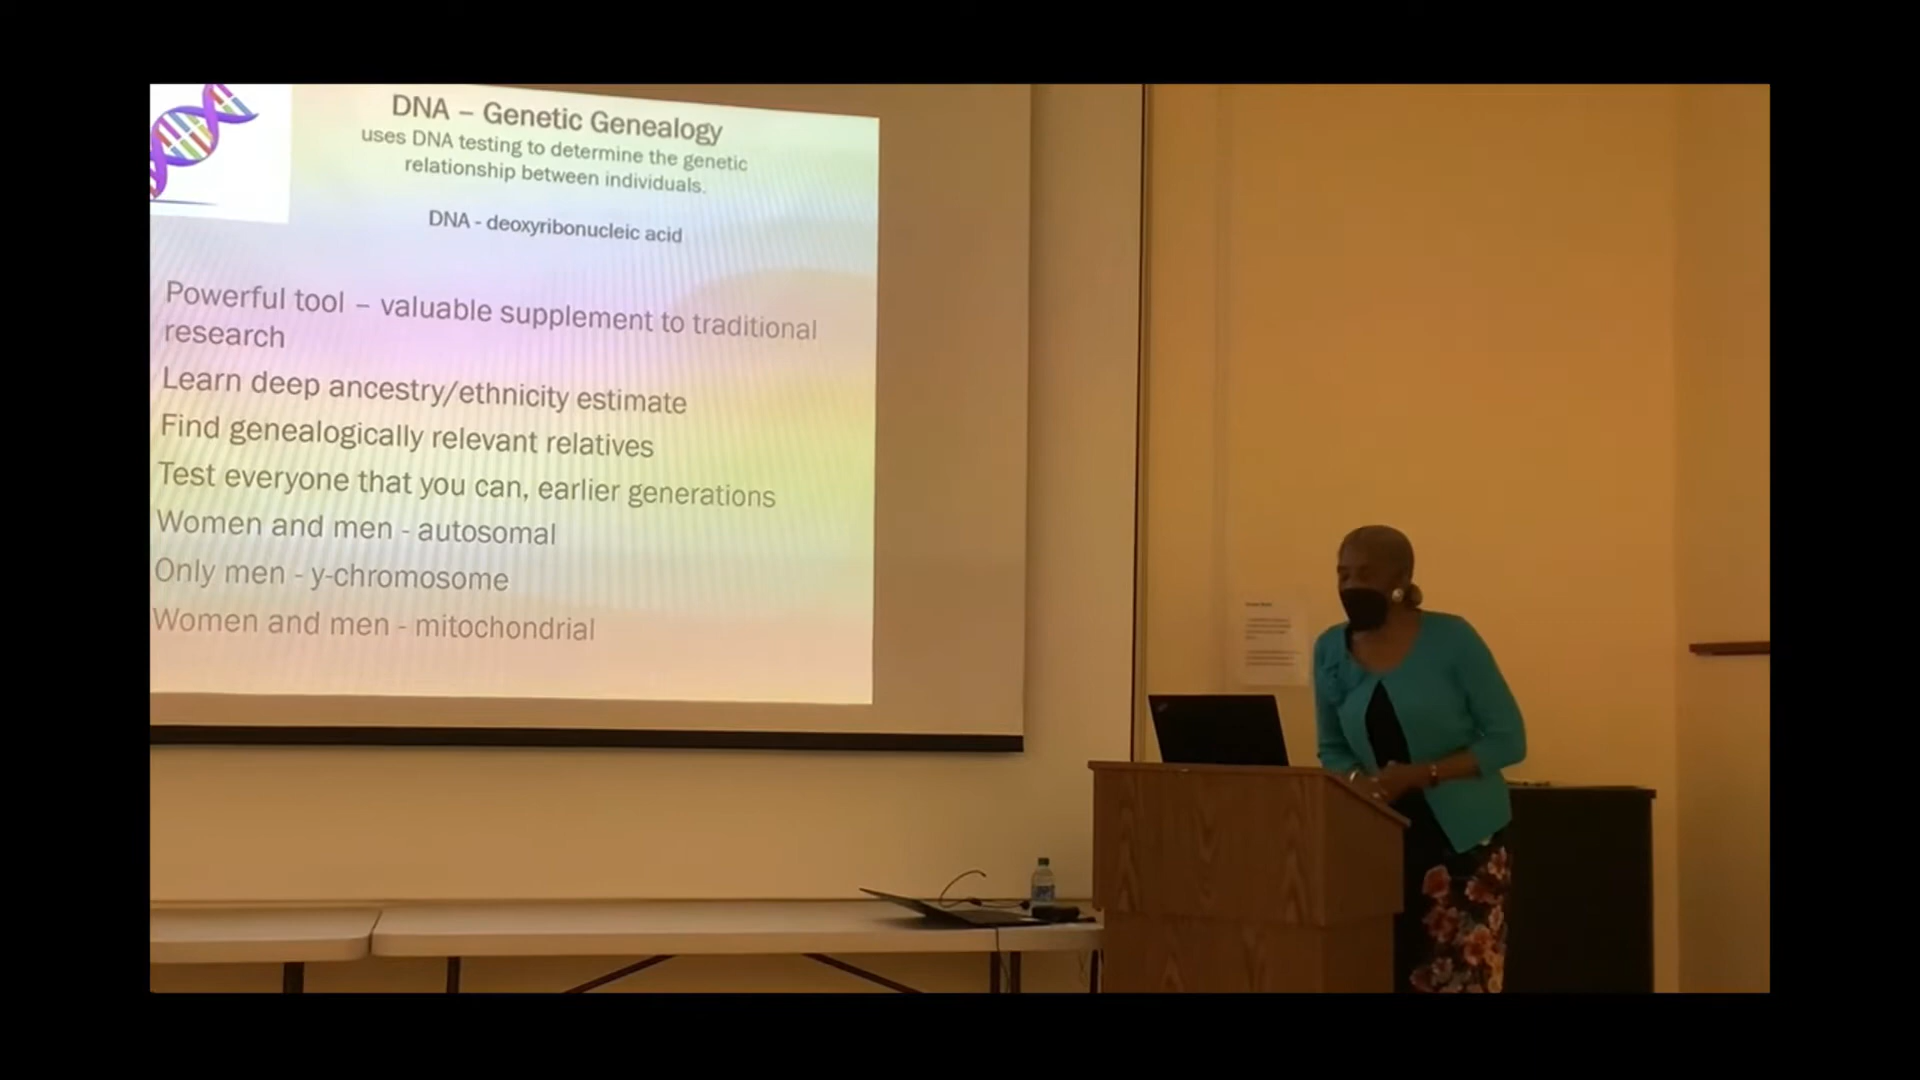 DNA – Genetic Genealogy
uses DNA testing to determine the genetic
relationship between individuals.
DNA - deoxyribonucleic acid
Powerful tool – valuable supplement to traditional
research
Learn deep ancestry/ethnicity estimate
Find genealogically relevant relatives
Test everyone that you can, earlier generations
Women and men - autosomal
Only men - y-chromosome
Women and men - mitochondrial